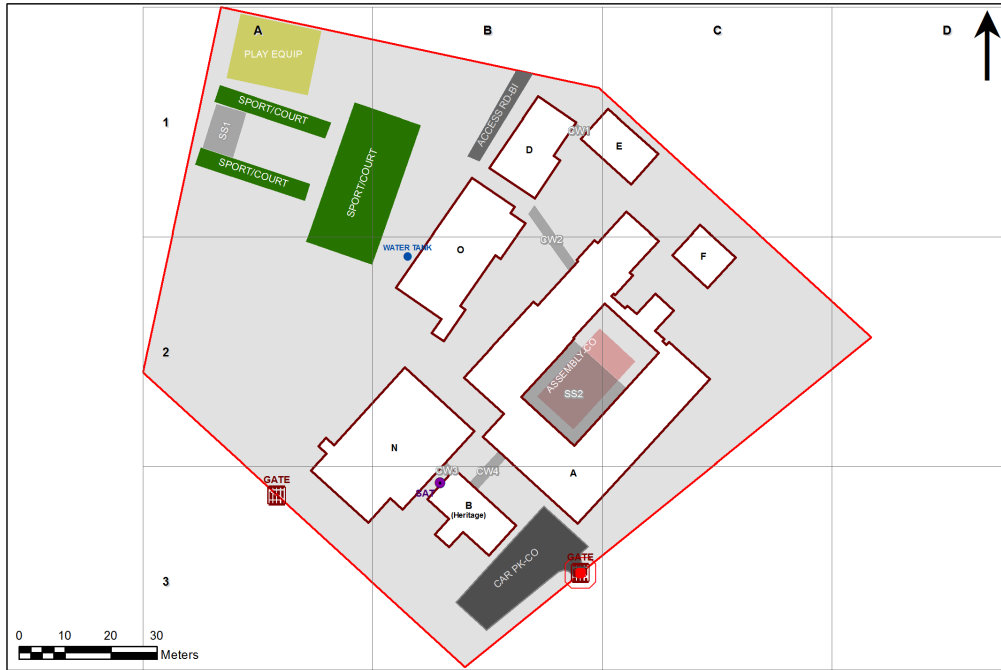 A
B
C
D
PLAY EQUIP
1
SPORT/COURT
SS1
SPORT/COURT
SPORT/COURT
ACCESS RD-BI
D
CW1
E
WATER TANK
O
CW2
F
2
ASSEMBLY-CO
SS2
N
CW3
CW4
A
GATE
SAT
B
(Heritage)
CAR PK-CO
GATE
3
0 10 20 30
Meters